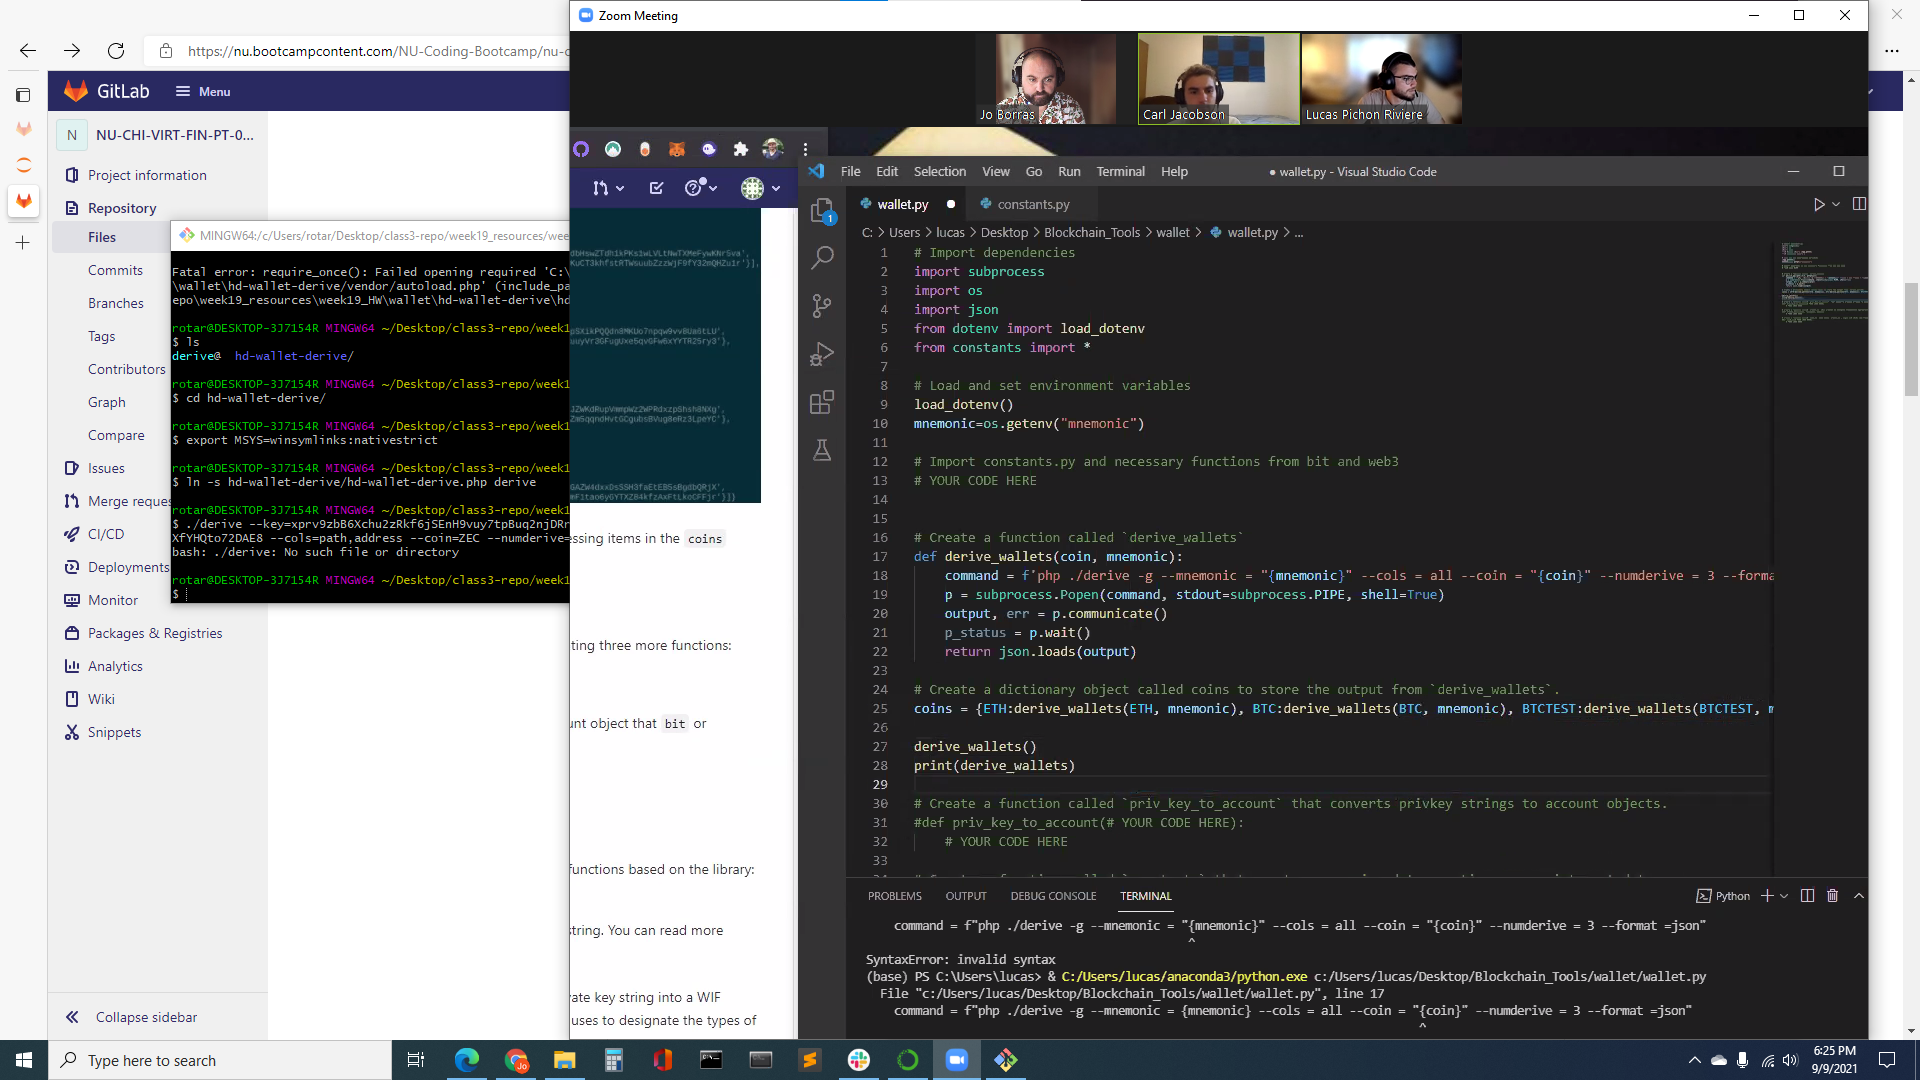 Zoom Meeting
https://nu.bootcampcontent.com/NU-Coding-Bootcamp/nu-c
GitLab
Menu
Jo Borras
Carl Jacobson
Lucas Pichon Riviere
N
NU-CHI-VIRT-FIN-PT-0...
Project information
Repository
Files
Commits
Branches
Tags
Contributors
Graph
Compare
Issues
Merge reque
CI/CD
Deployments
Monitor
Packages & Registries
Analytics
Wiki
Snippets
Collapse sidebar
MINGW64:/c/Users/rotar/Desktop/class3-repo/week19_resources/wee
Fatal error: require_once(): Failed opening required 'C:\
\wallet\hd-wallet-derive/vendor/autoload.php' (include_pa
epo\week19_resources\week19_HW\wallet\hd-wallet-derive\hd
rotar@DESKTOP-3J7154R MINGW64 ~/Desktop/class3-repo/week1
$ ls
derive@  hd-wallet-derive/
rotar@DESKTOP-3J7154R MINGW64 ~/Desktop/class3-repo/week1
$ cd hd-wallet-derive/
rotar@DESKTOP-3J7154R MINGW64 ~/Desktop/class3-repo/week1
$ export MSYS=winsymlinks:nativestrict
rotar@DESKTOP-3J7154R MINGW64 ~/Desktop/class3-repo/week1
$ ln -s hd-wallet-derive/hd-wallet-derive.php derive
rotar@DESKTOP-3J7154R MINGW64 ~/Desktop/class3-repo/week1
$ ./derive --key=xprv9zbB6Xchu2zRkf6jSEnH9vuy7tpBuq2njDRr
XfYHQto72DAE8 --cols=path,address --coin=ZEC --numderive=
bash: ./derive: No such file or directory
rotar@DESKTOP-3J7154R MINGW64 ~/Desktop/class3-repo/week1
$
ssing items in the coins
ting three more functions:
unt object that bit or
functions based on the library:
string. You can read more
rate key string into a WIF
uses to designate the types of
File Edit Selection View Go Run Terminal Help
● wallet.py - Visual Studio Code
1
wallet.py ●
constants.py
C: > Users > lucas > Desktop > Blockchain_Tools > wallet > wallet.py > ...
1 # Import dependencies
2 import subprocess
3 import os
4 import json
5 from dotenv import load_dotenv
6 from constants import *
7
8 # Load and set environment variables
9 load_dotenv()
10 mnemonic=os.getenv("mnemonic")
11
12 # Import constants.py and necessary functions from bit and web3
13 # YOUR CODE HERE
14
15
16 # Create a function called `derive_wallets`
17 def derive_wallets(coin, mnemonic):
18 command = f'php ./derive -g --mnemonic = "{mnemonic}" --cols = all --coin = "{coin}" --numderive = 3 --forma
19 p = subprocess.Popen(command, stdout=subprocess.PIPE, shell=True)
20 output, err = p.communicate()
21 p_status = p.wait()
22 return json.loads(output)
23
24 # Create a dictionary object called coins to store the output from `derive_wallets`.
25 coins = {ETH:derive_wallets(ETH, mnemonic), BTC:derive_wallets(BTC, mnemonic), BTCTEST:derive_wallets(BTCTEST, m
26
27 derive_wallets()
28 print(derive_wallets)
29
30 # Create a function called `priv_key_to_account` that converts privkey strings to account objects.
31 #def priv_key_to_account(# YOUR CODE HERE):
32 # YOUR CODE HERE
33
PROBLEMS OUTPUT DEBUG CONSOLE TERMINAL
Python
command = f"php ./derive -g --mnemonic = "{mnemonic}" --cols = all --coin = "{coin}" --numderive = 3 --format =json"
^
SyntaxError: invalid syntax
(base) PS C:\Users\lucas> & C:/Users/lucas/anaconda3/python.exe c:/Users/lucas/Desktop/Blockchain_Tools/wallet/wallet.py
File "c:/Users/lucas/Desktop/Blockchain_Tools/wallet/wallet.py", line 17
command = f"php ./derive -g --mnemonic = {mnemonic} --cols = all --coin = "{coin}" --numderive = 3 --format =json"
^
Type here to search
6:25 PM
9/9/2021